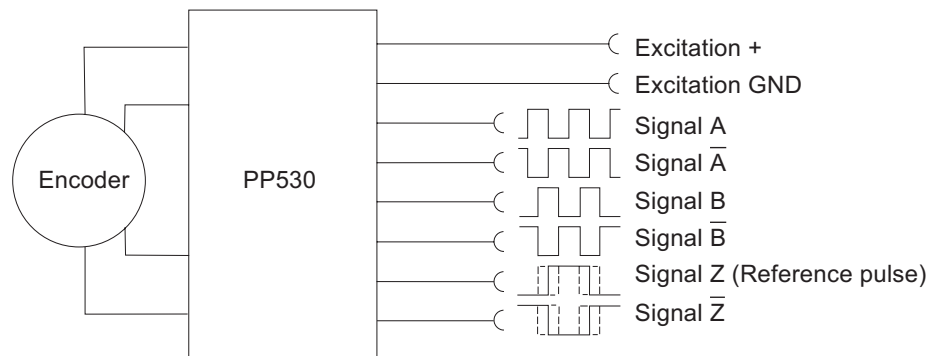 Encoder
PP530
Excitation +
Excitation GND
Signal A
Signal A̅
Signal B
Signal B̅
Signal Z (Reference pulse)
Signal Z̅